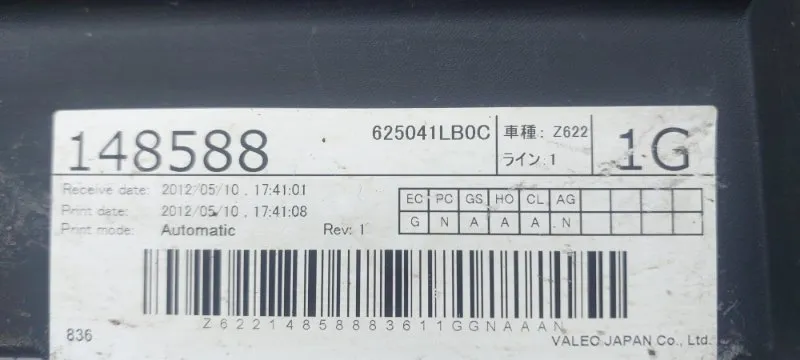 148588
625041LB0C
車種: Z622
ライン: 1
1G
Receive date: 2012/05/10 . 17:41:01
Print date: 2012/05/10 . 17:41:08
Print mode: Automatic Rev: 1
EC PC GS HO CL AG
G N A A A N
Z62214858883611GGNAAAN
836
VALEO JAPAN Co., Ltd.